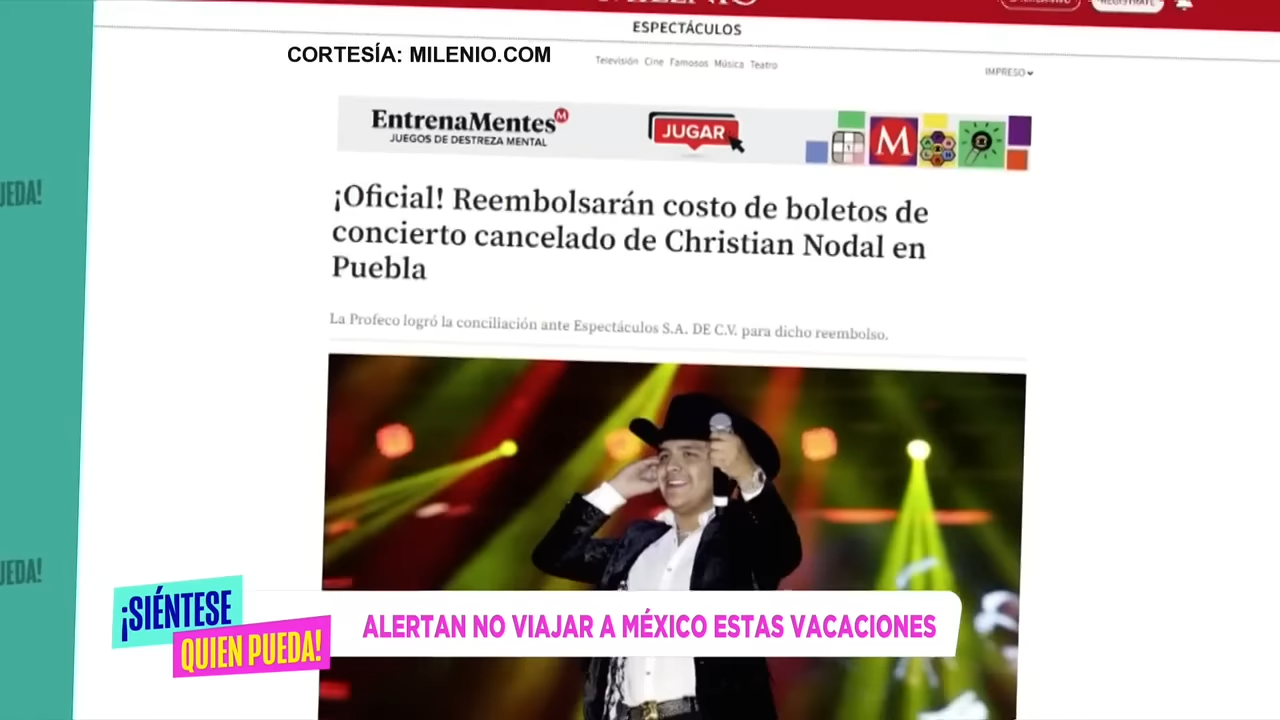 ESPECTÁCULOS
CORTESÍA: MILENIO.COM
Televisión Cine Famosos Música Teatro
IMPRESO
EntrenaMentes M
JUEGOS DE DESTREZA MENTAL
JUGAR
M
¡Oficial! Reembolsarán costo de boletos de
concierto cancelado de Christian Nodal en
Puebla
La Profeco logró la conciliación ante Espectáculos S.A. DE C.V. para dicho reembolso.
UEDA!
UEDA!
¡SIÉNTESE
QUIEN PUEDA!
ALERTAN NO VIAJAR A MÉXICO ESTAS VACACIONES